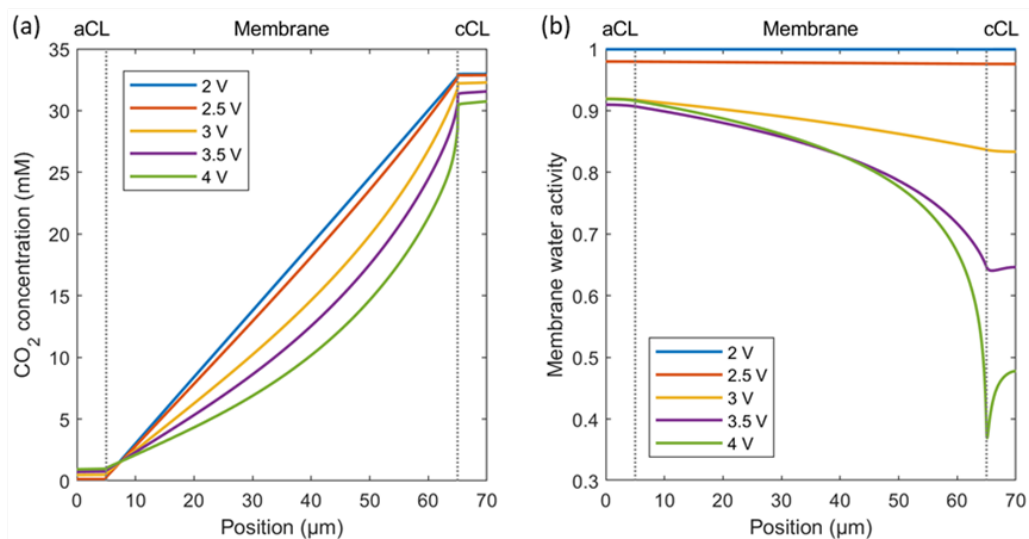 (a)
aCL Membrane cCL
35
30
25
20
15
10
5
0
CO2 concentration (mM)
2 V
2.5 V
3 V
3.5 V
4 V
0 10 20 30 40 50 60 70
Position (μm)
(b)
aCL Membrane cCL
1
0.9
0.8
0.7
0.6
0.5
0.4
0.3
Membrane water activity
2 V
2.5 V
3 V
3.5 V
4 V
0 10 20 30 40 50 60 70
Position (μm)